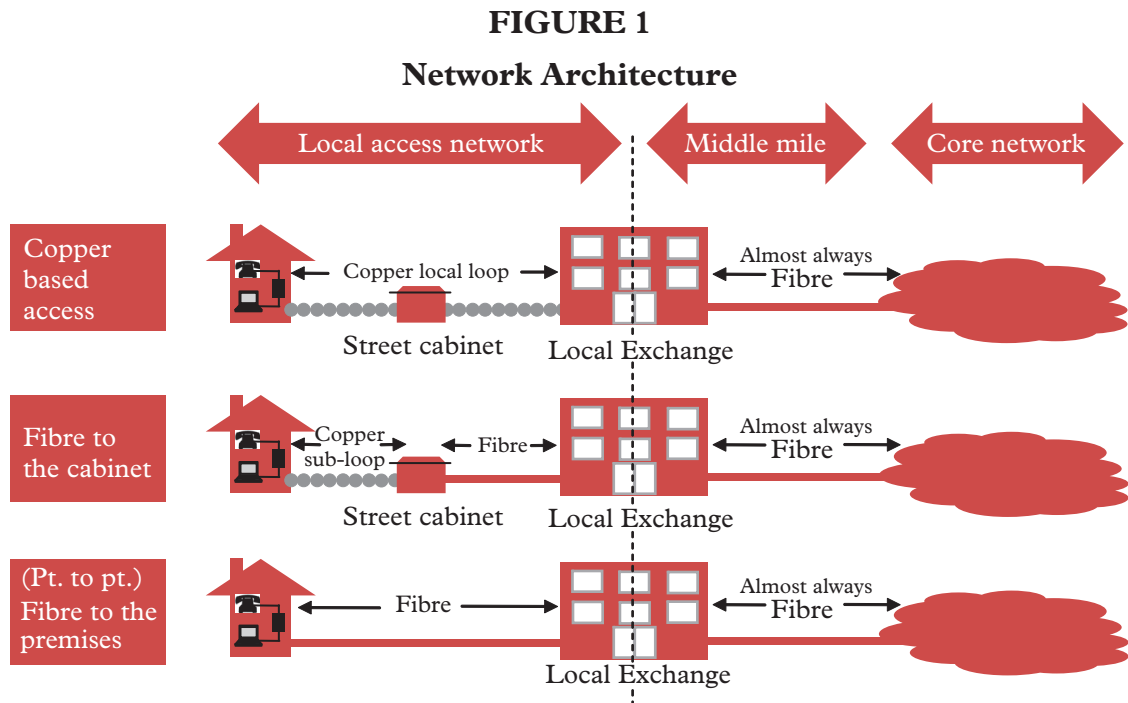 FIGURE 1
Network Architecture
Local access network
Middle mile
Core network
Copper
based
access
Copper local loop
Almost always
Fibre
Street cabinet
Local Exchange
Fibre to
the cabinet
Copper
sub-loop
Fibre
Almost always
Fibre
Street cabinet
Local Exchange
(Pt. to pt.)
Fibre to the
premises
Fibre
Almost always
Fibre
Local Exchange